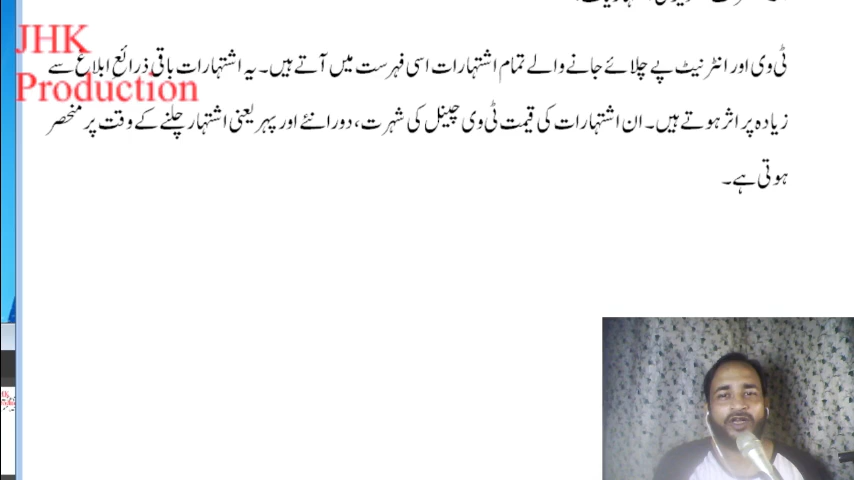 JHK
Production
ٹی وی اور انٹرنیٹ پے چلائے جانے والے تمام اشتہارات اسی فہرست میں آتے ہیں۔ یہ اشتہارات باقی ذرائع ابلاغ سے
زیادہ پر اثر ہوتے ہیں۔ ان اشتہارات کی قیمت ٹی وی چینل کی شہرت، دورانئے اور پہر یعنی اشتہار چلنے کے وقت پر منحصر
ہوتی ہے۔